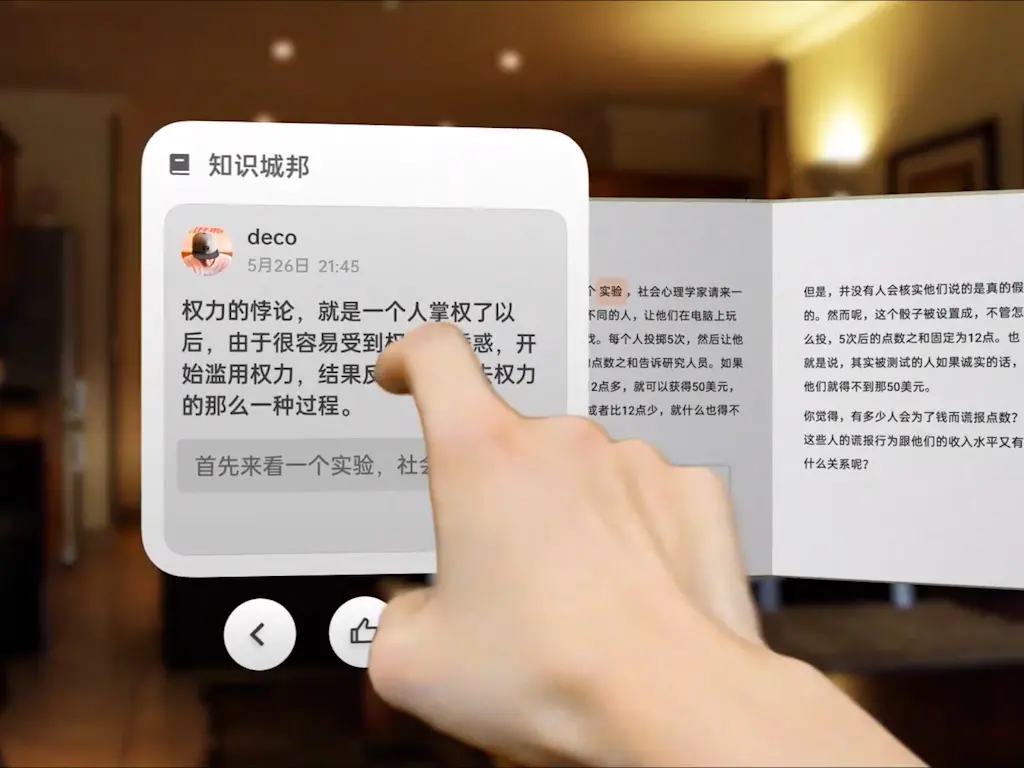 知识城邦
deco
5月26日 21:45
权力的悖论，就是一个人掌权了以
后，由于很容易受到权 惑，开
始滥用权力，结果反 去权力
的那么一种过程。
首先来看一个实验，社会
个 实验，社会心理学家请来一
不同的人，让他们在电脑上玩
戏。每个人投掷5次，然后让他
点数之和告诉研究人员。如果
12点多，就可以获得50美元，
或者比12点少，就什么也得不
但是，并没有人会核实他们说的是真的假
的。然而呢，这个骰子被设置成，不管怎
么投，5次后的点数之和固定为12点。也
就是说，其实被测试的人如果诚实的话，
他们就得不到那50美元。
你觉得，有多少人会为了钱而谎报点数？
这些人的谎报行为跟他们的收入水平又有
什么关系呢？